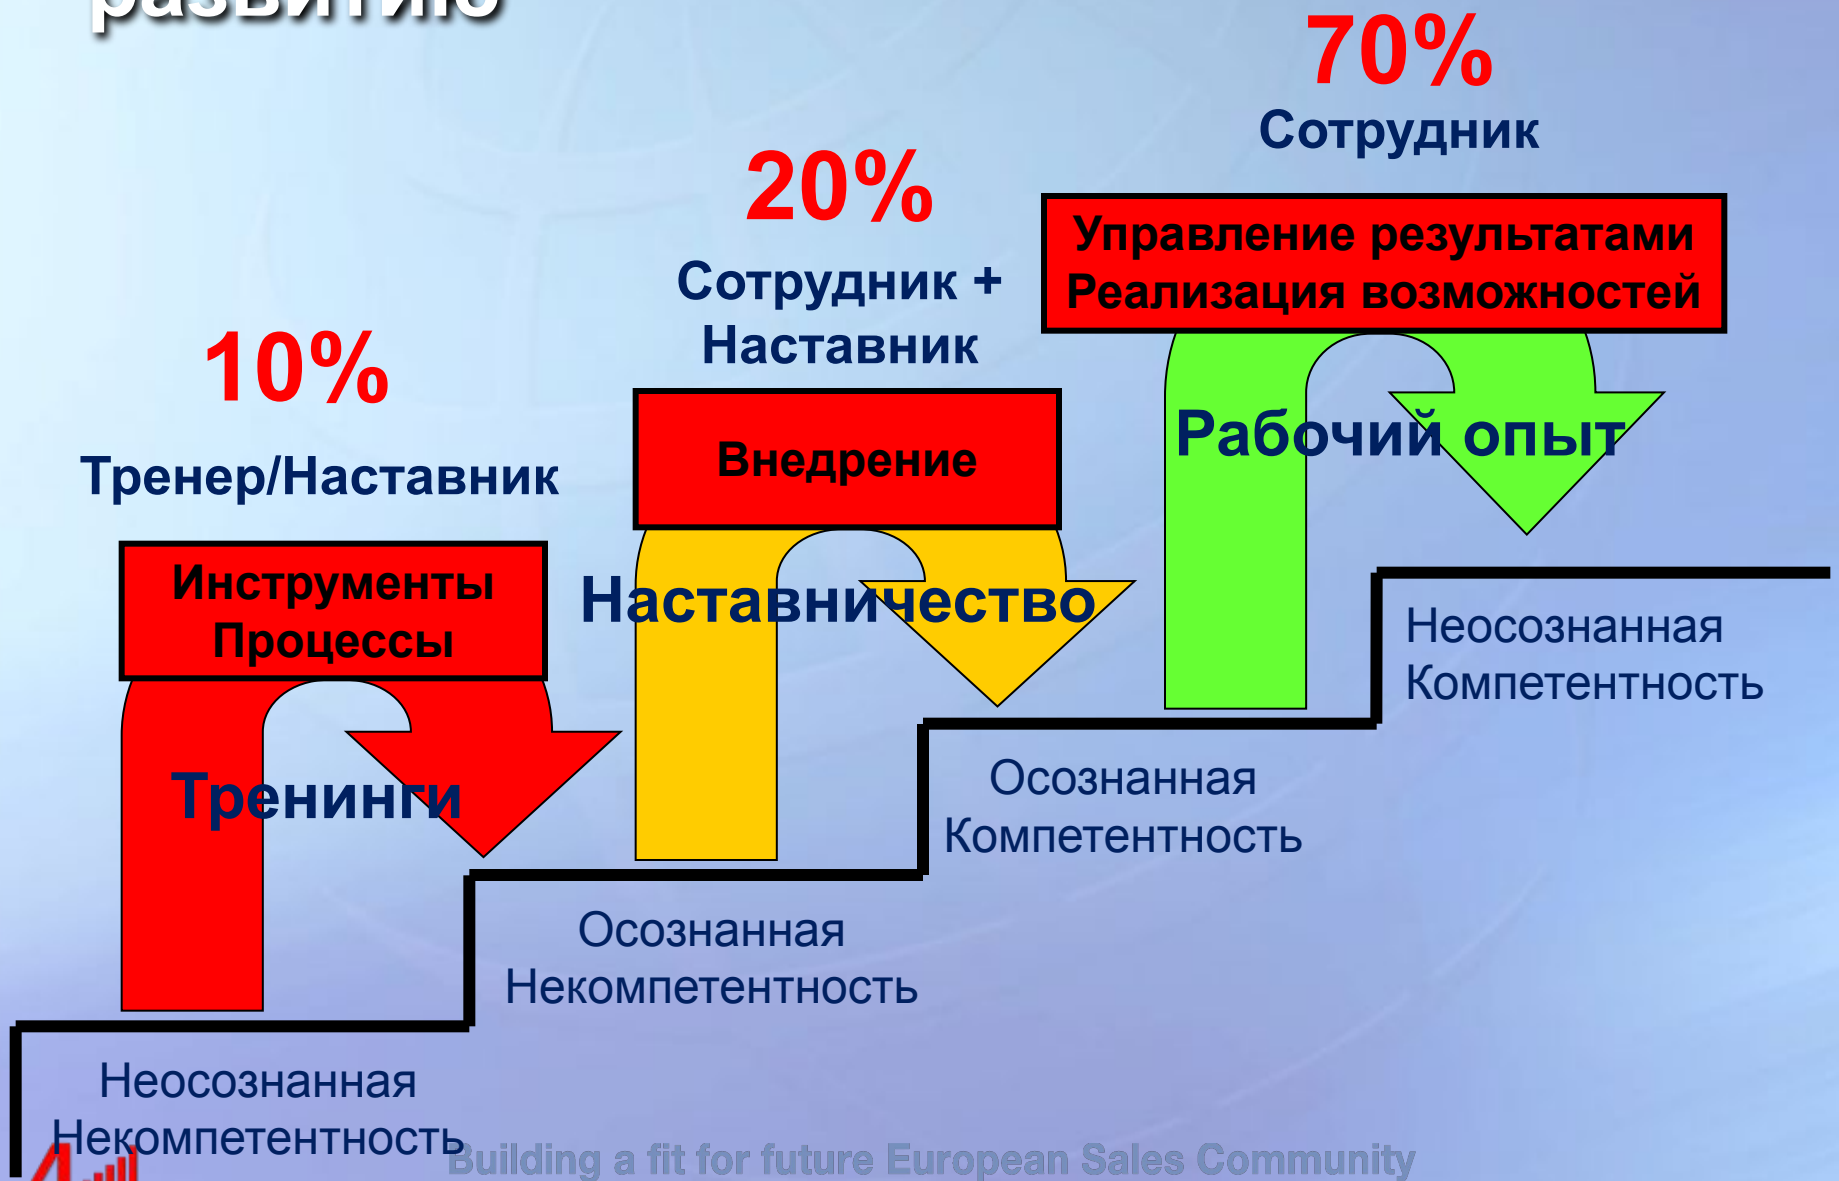 развитию
70%
Сотрудник
20%
Сотрудник +
Наставник
Управление результатами
Реализация возможностей
10%
Тренер/Наставник
Внедрение
Рабочий опыт
Инструменты
Процессы
Наставничество
Тренинги
Неосознанная
Компетентность
Осознанная
Компетентность
Осознанная
Некомпетентность
Неосознанная
Некомпетентность
Building a fit for future European Sales Community